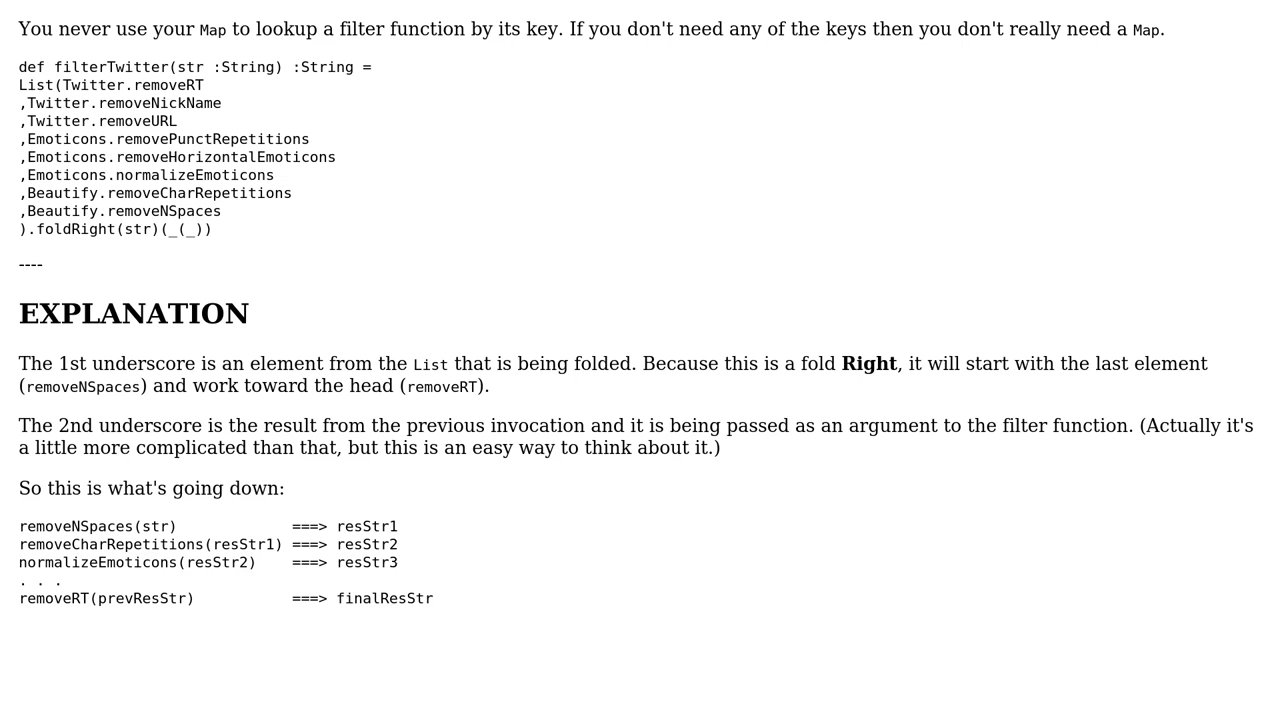 You never use your Map to lookup a filter function by its key. If you don't need any of the keys then you don't really need a Map.
def filterTwitter(str :String) :String =
List(Twitter.removeRT
,Twitter.removeNickName
,Twitter.removeURL
,Emoticons.removePunctRepetitions
,Emoticons.removeHorizontalEmoticons
,Emoticons.normalizeEmoticons
,Beautify.removeCharRepetitions
,Beautify.removeNSpaces
).foldRight(str)(_(_))
----
EXPLANATION
The 1st underscore is an element from the List that is being folded. Because this is a fold Right, it will start with the last element
(removeNSpaces) and work toward the head (removeRT).
The 2nd underscore is the result from the previous invocation and it is being passed as an argument to the filter function. (Actually it's
a little more complicated than that, but this is an easy way to think about it.)
So this is what's going down:
removeNSpaces(str)             ===> resStr1
removeCharRepetitions(resStr1) ===> resStr2
normalizeEmoticons(resStr2)    ===> resStr3
. . .
removeRT(prevResStr)           ===> finalResStr